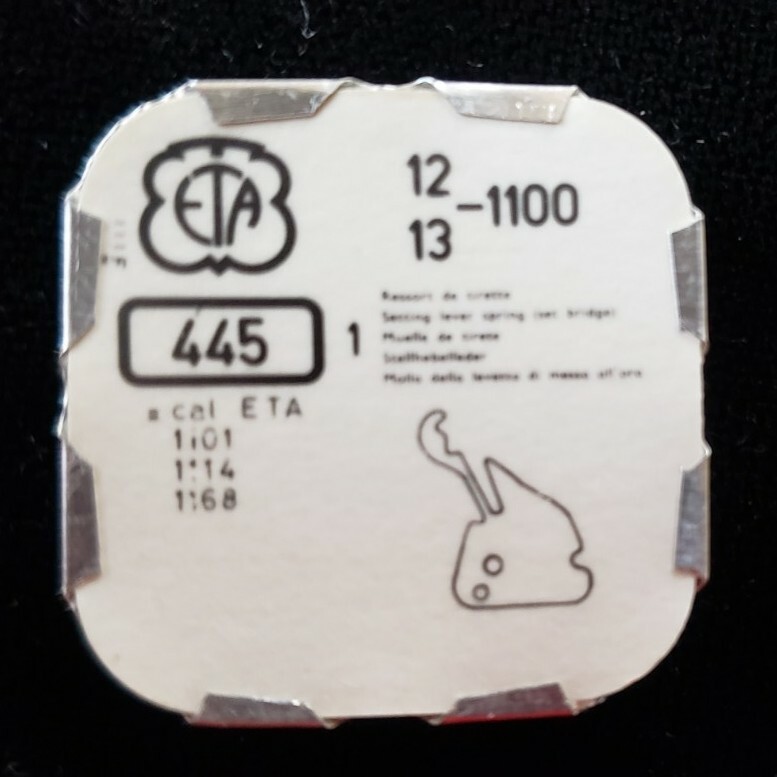 ETA
12
13 -1100
445 1
Ressort de tirette
Setting lever spring (set bridge)
Muelle de tirete
Stellhebelfeder
Molla della levetta di messa all'ora
cal ETA
1101
1114
1168